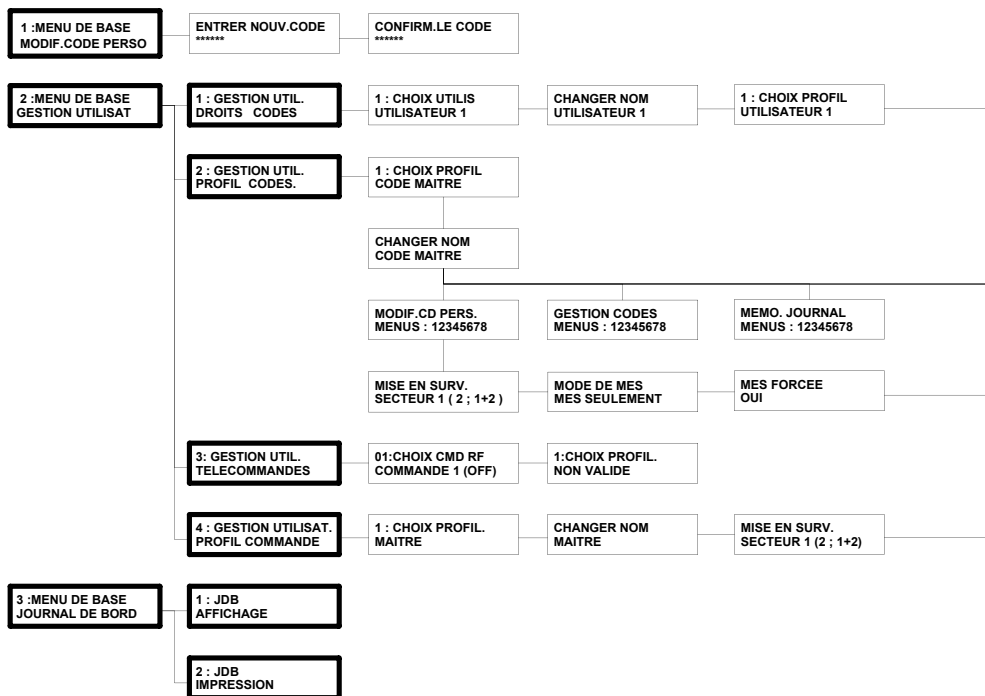 1 :MENU DE BASE
MODIF.CODE PERSO
ENTRER NOUV.CODE
******
CONFIRM.LE CODE
******
2 :MENU DE BASE
GESTION UTILISAT
1 : GESTION UTIL.
DROITS CODES
1 : CHOIX UTILIS
UTILISATEUR 1
CHANGER NOM
UTILISATEUR 1
1 : CHOIX PROFIL
UTILISATEUR 1
2 : GESTION UTIL.
PROFIL CODES.
1 : CHOIX PROFIL
CODE MAITRE
CHANGER NOM
CODE MAITRE
MODIF.CD PERS.
MENUS : 12345678
GESTION CODES
MENUS : 12345678
MEMO. JOURNAL
MENUS : 12345678
MISE EN SURV.
SECTEUR 1 ( 2 ; 1+2 )
MODE DE MES
MES SEULEMENT
MES FORCEE
OUI
3: GESTION UTIL.
TELECOMMANDES
01:CHOIX CMD RF
COMMANDE 1 (OFF)
1:CHOIX PROFIL.
NON VALIDE
4 : GESTION UTILISAT.
PROFIL COMMANDE
1 : CHOIX PROFIL.
MAITRE
CHANGER NOM
MAITRE
MISE EN SURV.
SECTEUR 1 (2 ; 1+2)
3 :MENU DE BASE
JOURNAL DE BORD
1 : JDB
AFFICHAGE
2 : JDB
IMPRESSION